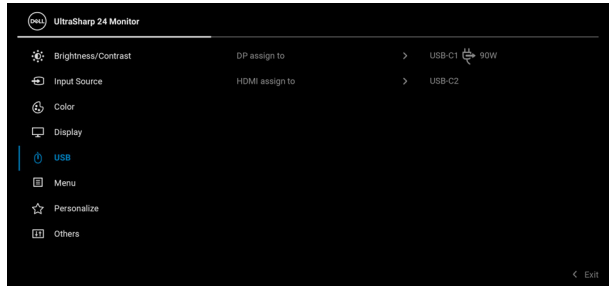 DELL UltraSharp 24 Monitor
Brightness/Contrast DP assign to > USB-C1 90W
Input Source HDMI assign to > USB-C2
Color
Display
USB
Menu
Personalize
Others
< Exit